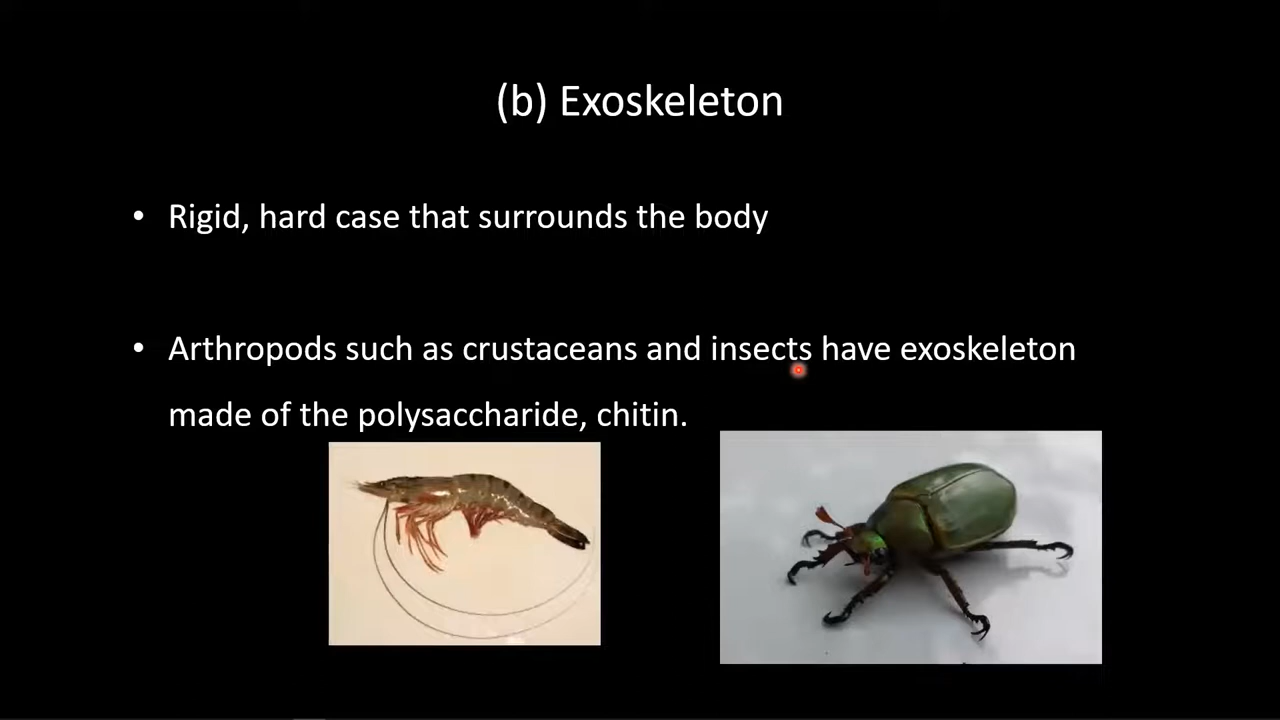 (b) Exoskeleton
• Rigid, hard case that surrounds the body
• Arthropods such as crustaceans and insects have exoskeleton
made of the polysaccharide, chitin.